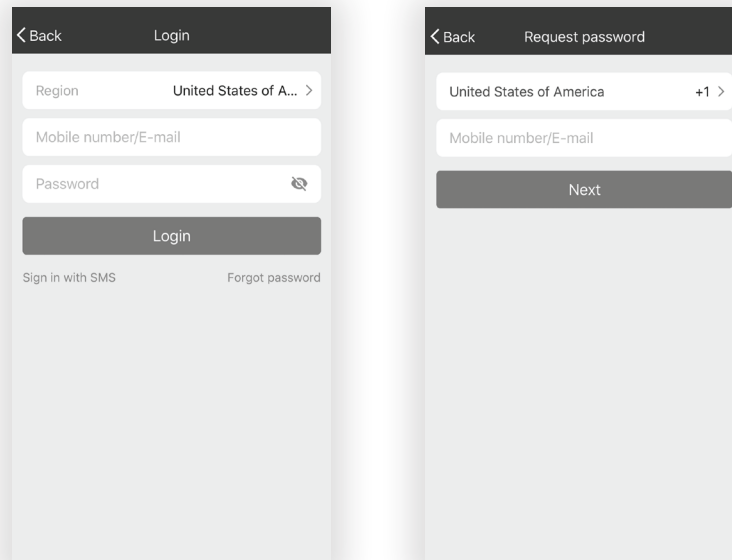 Back
Login
Region
United States of A...
Mobile number/E-mail
Password
Login
Sign in with SMS
Forgot password
Back
Request password
United States of America
+1
Mobile number/E-mail
Next